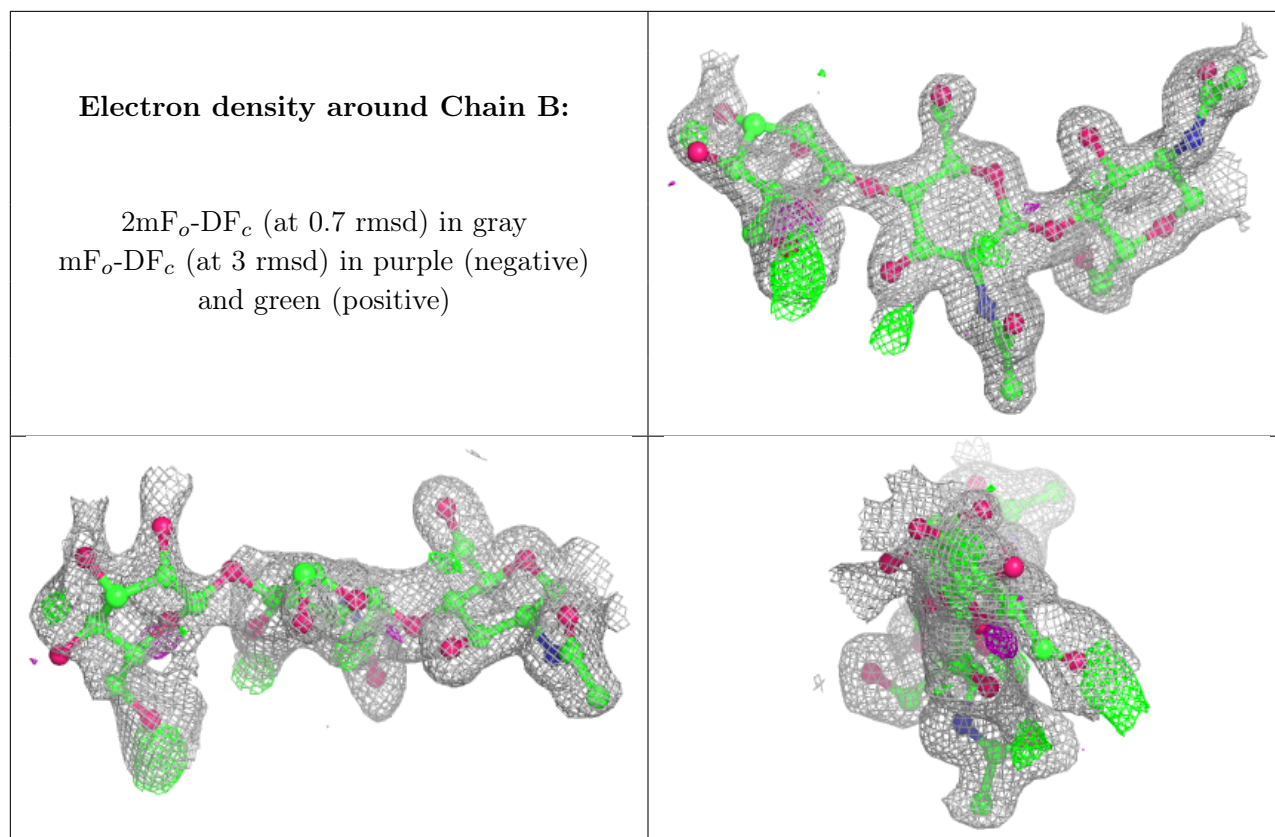 Electron density around Chain B:
2mFₒ-DF𝒸 (at 0.7 rmsd) in gray
mFₒ-DF𝒸 (at 3 rmsd) in purple (negative)
and green (positive)